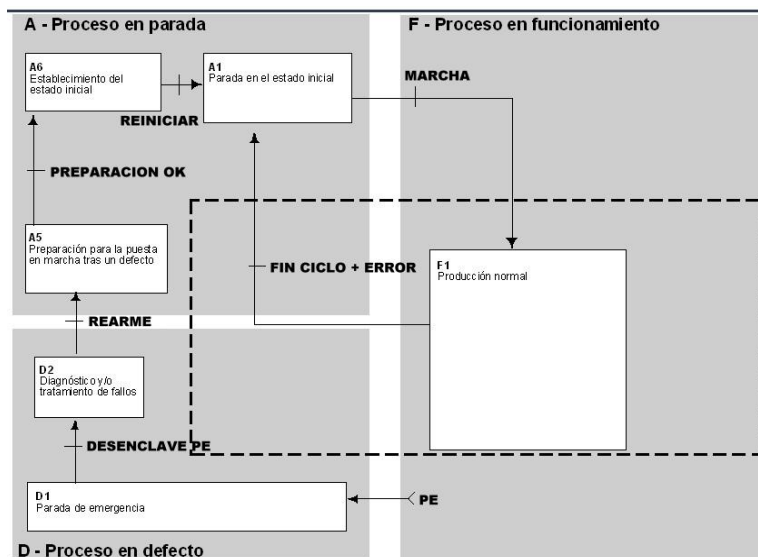 A - Proceso en parada
F - Proceso en funcionamiento
A6
Establecimiento del
estado inicial
A1
Parada en el estado inicial
MARCHA
REINICIAR
PREPARACION OK
A5
Preparación para la puesta
en marcha tras un defecto
FIN CICLO + ERROR
F1
Producción normal
REARME
D2
Diagnóstico y/o
tratamiento de fallos
DESENCLAVE PE
D1
Parada de emergencia
PE
D - Proceso en defecto